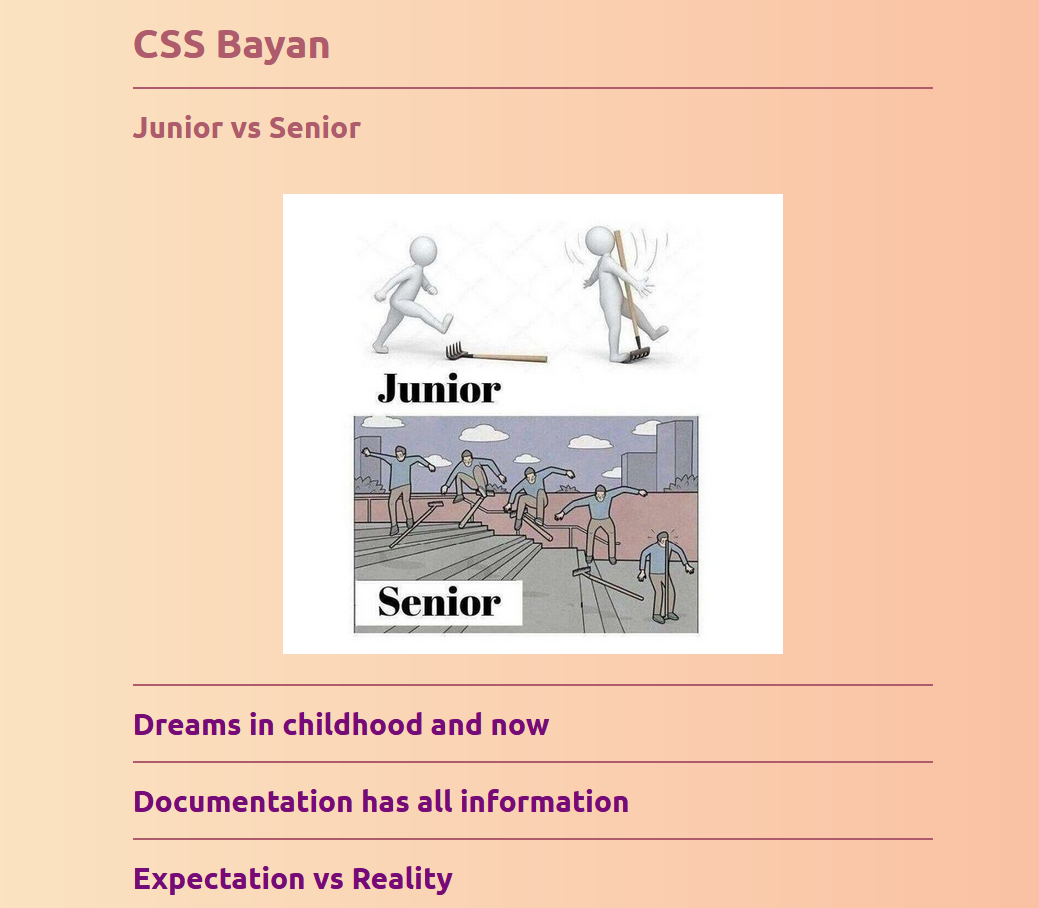 CSS Bayan
Junior vs Senior
Junior
Senior
Dreams in childhood and now
Documentation has all information
Expectation vs Reality